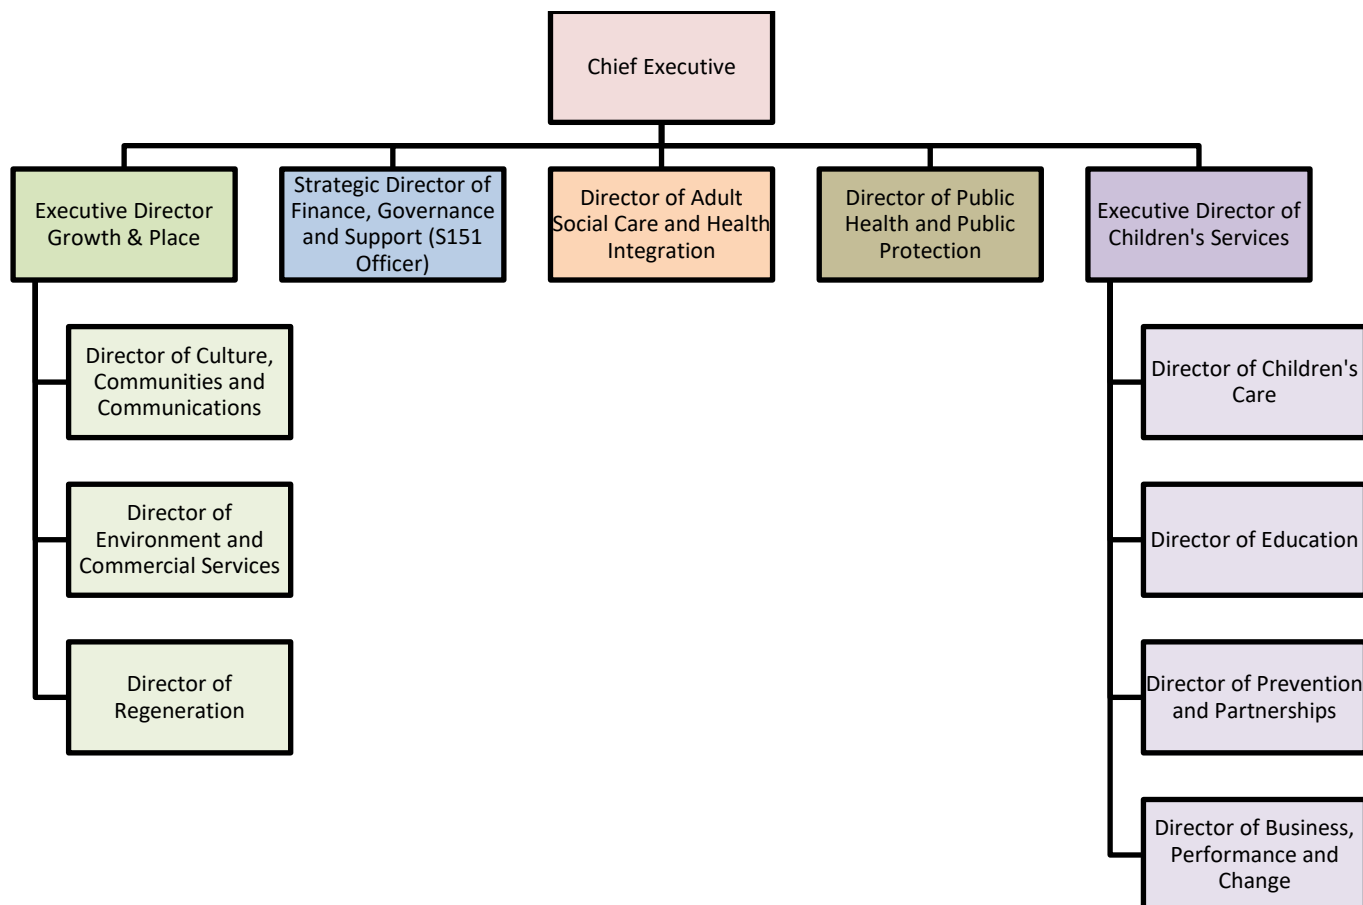 Chief Executive
Executive Director
Growth & Place
Strategic Director of
Finance, Governance
and Support (S151
Officer)
Director of Adult
Social Care and Health
Integration
Director of Public
Health and Public
Protection
Executive Director of
Children's Services
Director of Culture,
Communities and
Communications
Director of
Environment and
Commercial Services
Director of
Regeneration
Director of Children's
Care
Director of Education
Director of Prevention
and Partnerships
Director of Business,
Performance and
Change